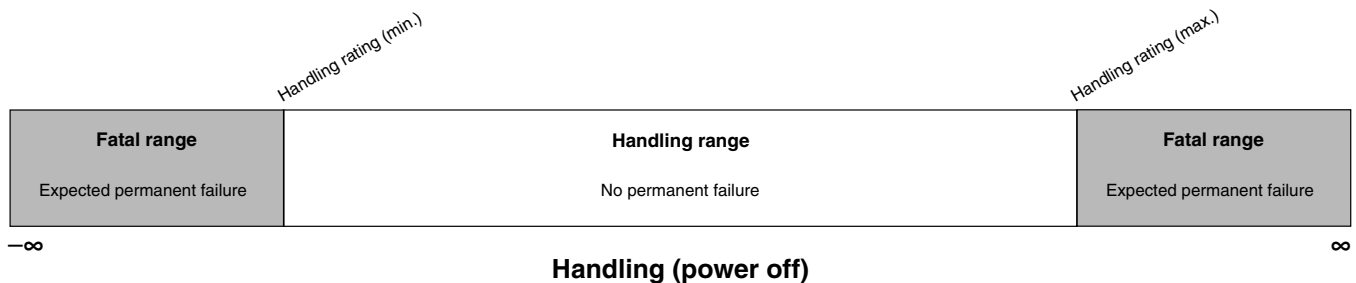 Handling rating (min.)
Handling rating (max.)
Fatal range
Handling range
Fatal range
Expected permanent failure
No permanent failure
Expected permanent failure
–∞
∞
Handling (power off)